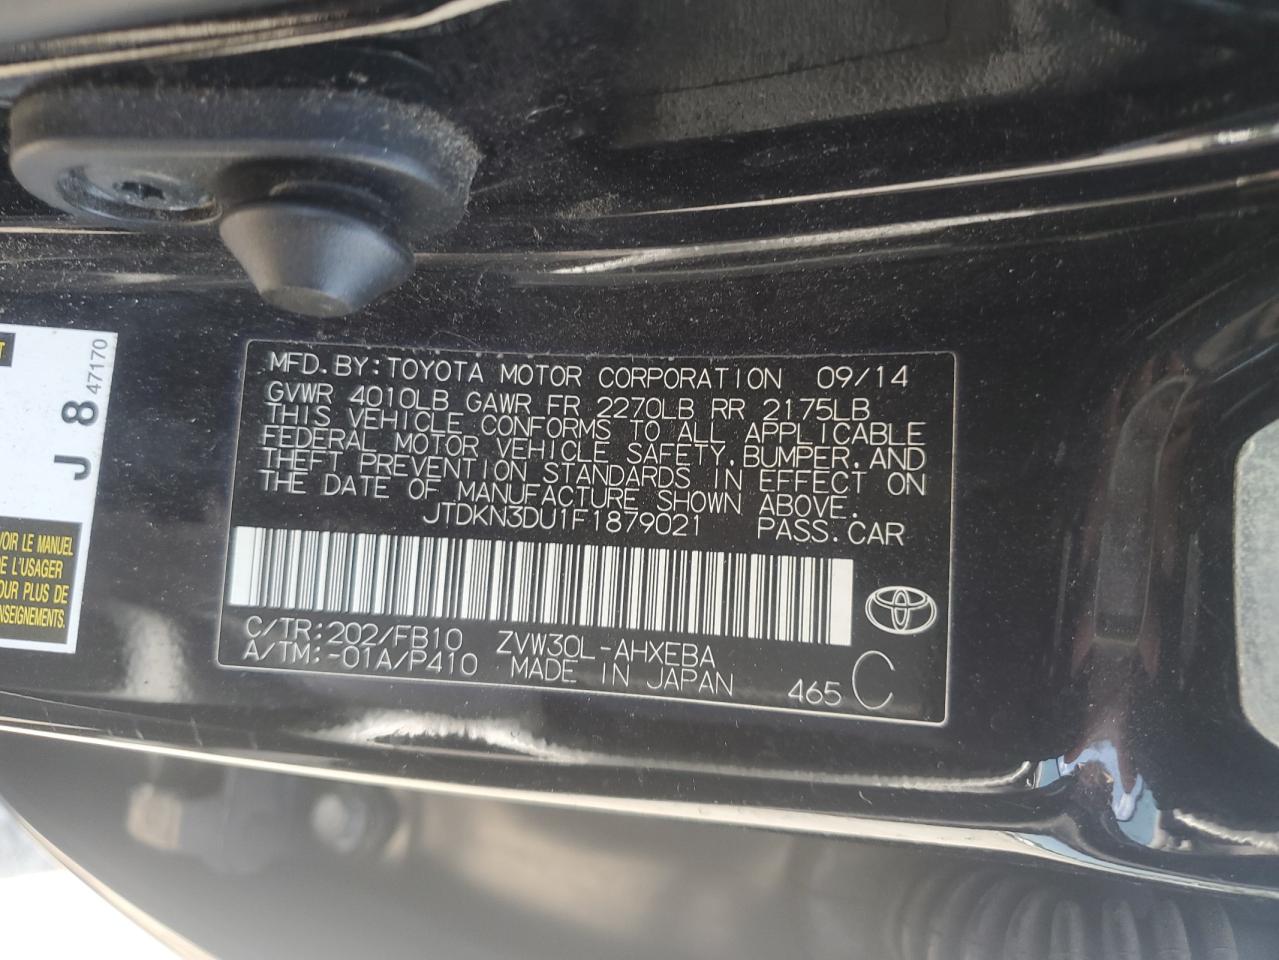 MFD.BY:TOYOTA MOTOR CORPORATION 09/14
GVWR 4010LB GAWR FR 2270LB RR 2175LB
THIS VEHICLE CONFORMS TO ALL APPLICABLE
FEDERAL MOTOR VEHICLE SAFETY,BUMPER,AND
THEFT PREVENTION STANDARDS IN EFFECT ON
THE DATE OF MANUFACTURE SHOWN ABOVE.
JTDKN3DU1F1879021 PASS.CAR
C/TR:202/FB10 ZVW30L-AHXEBA
A/TM:-01A/P410 MADE IN JAPAN 465 C
J 8 47170
VOIR LE MANUEL
DE L'USAGER
POUR PLUS DE